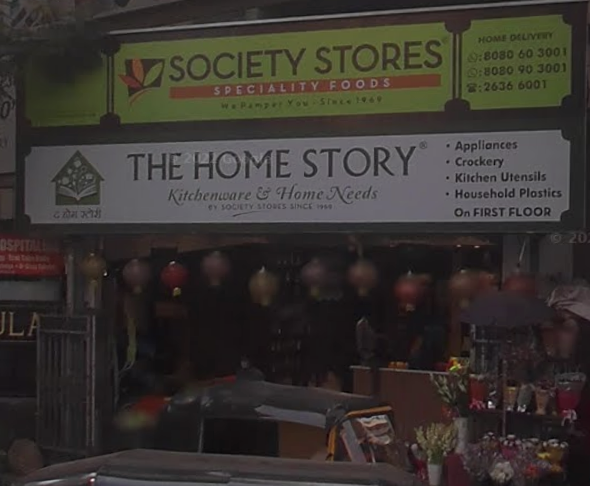 SOCIETY STORES
SPECIALITY FOODS
We Pamper You - Since 1969
HOME DELIVERY
: 8080 60 3001
: 8080 90 3001
: 2636 6001
THE HOME STORY®
Kitchenware & Home Needs
BY SOCIETY STORES SINCE 1969
द होम स्टोरी
• Appliances
• Crockery
• Kitchen Utensils
• Household Plastics
On FIRST FLOOR
OSPITAL
ULA